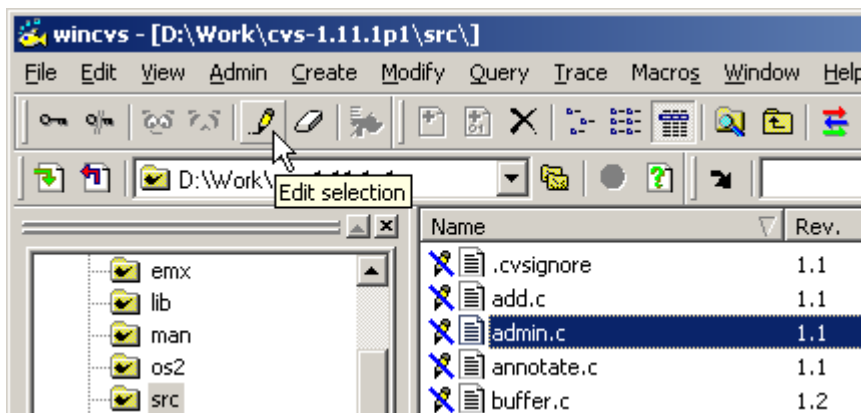 wincvs - [D:\Work\cvs-1.11.1p1\src\]
File Edit View Admin Create Modify Query Trace Macros Window Help
D:\Work\
Edit selection
Name Rev.
emx
lib
man
os2
src
.cvsignore 1.1
add.c 1.1
admin.c 1.1
annotate.c 1.1
buffer.c 1.2